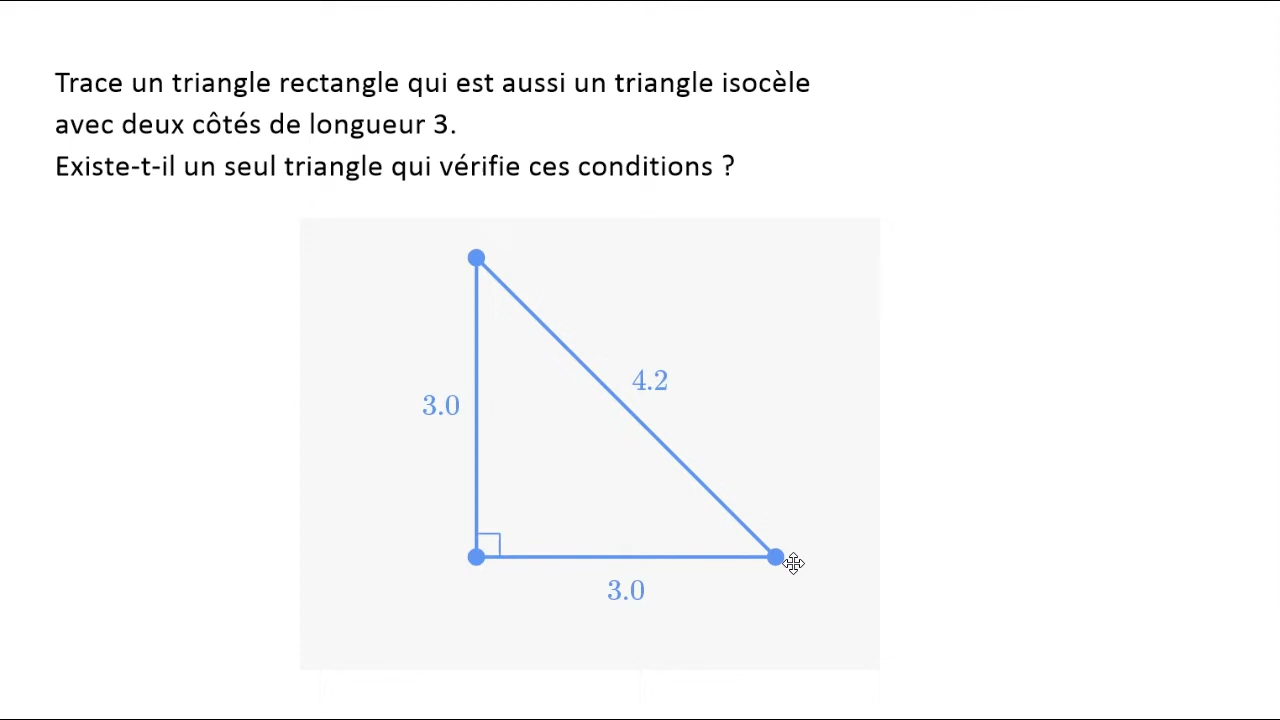 Trace un triangle rectangle qui est aussi un triangle isocèle
avec deux côtés de longueur 3.
Existe-t-il un seul triangle qui vérifie ces conditions ?
4.2
3.0
3.0